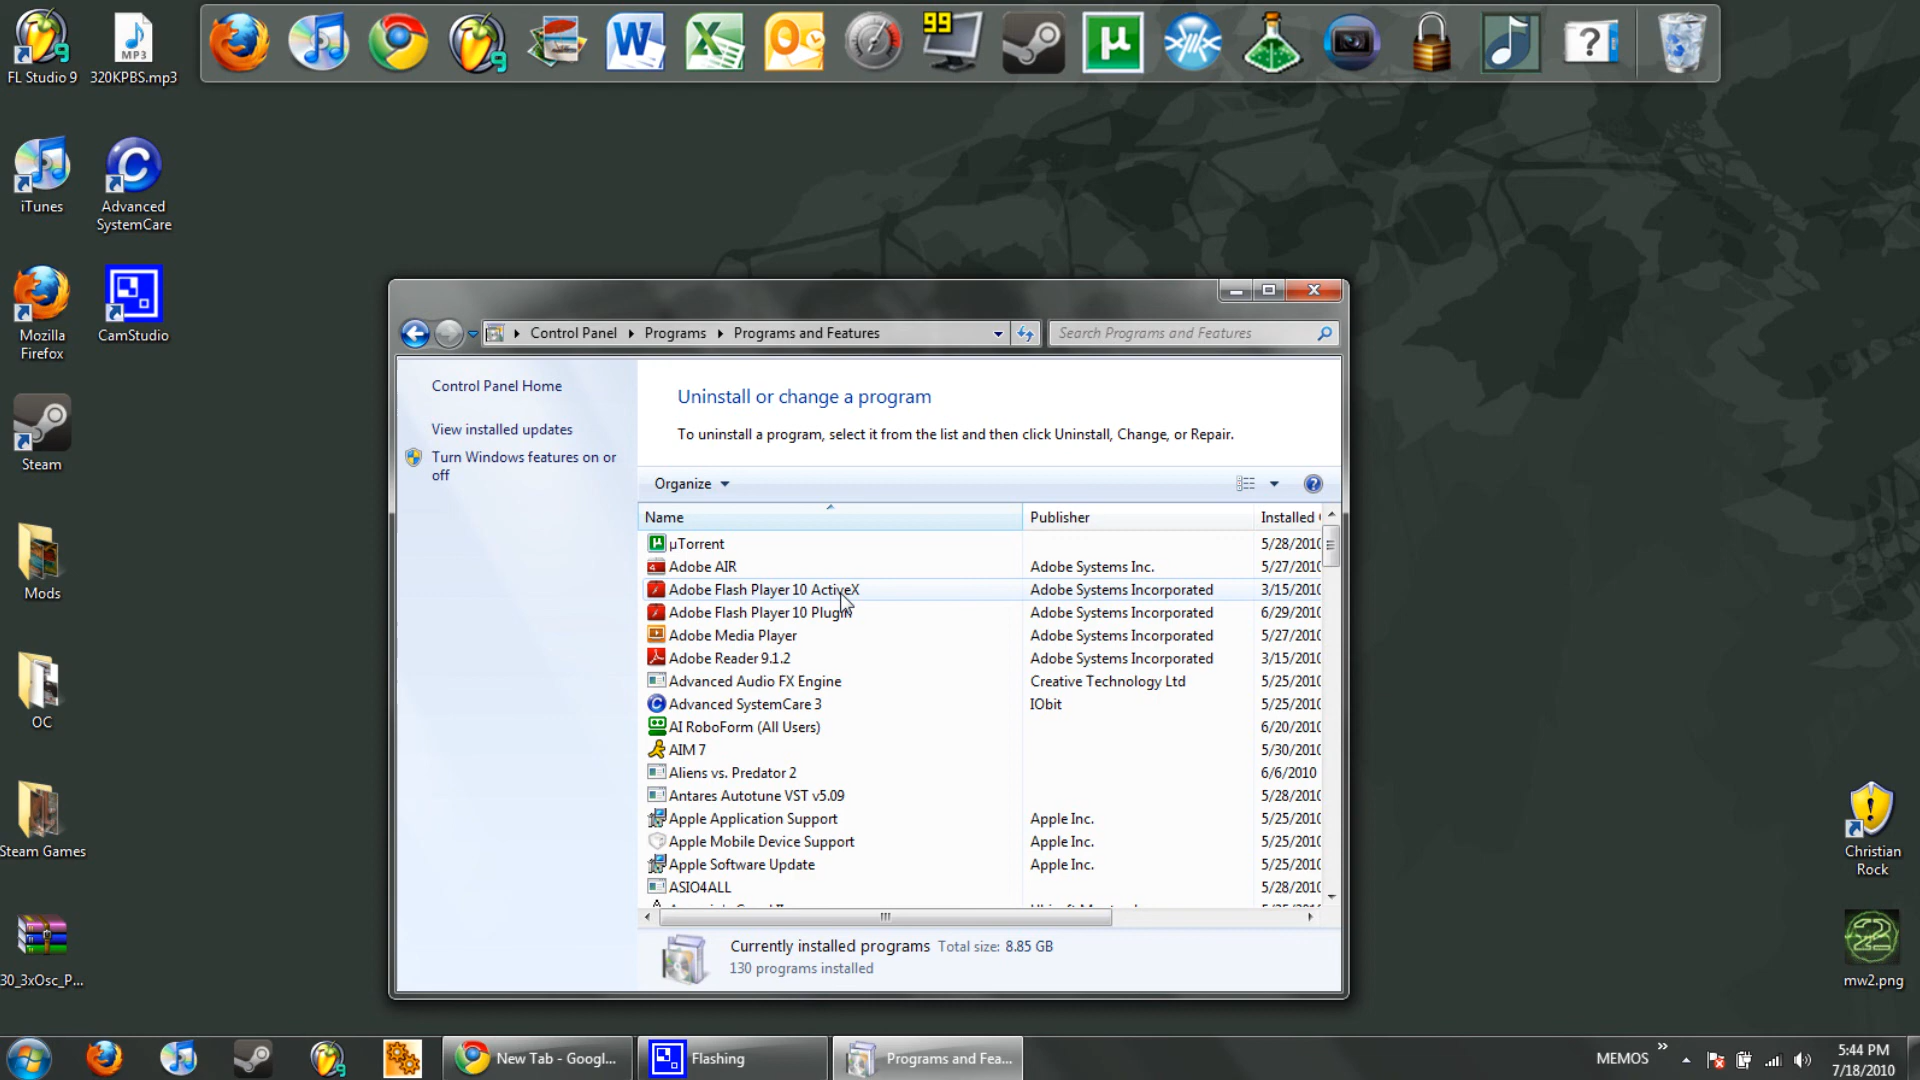 FL Studio 9
320KPBS.mp3
MP3
99
iTunes
Advanced
SystemCare
Mozilla
Firefox
CamStudio
Steam
Mods
OC
Steam Games
30_3xOsc_P...
Control Panel
Programs
Programs and Features
Search Programs and Features
Control Panel Home
View installed updates
Turn Windows features on or
off
Uninstall or change a program
To uninstall a program, select it from the list and then click Uninstall, Change, or Repair.
Organize
Name Publisher Installed
µTorrent 5/28/2010
Adobe AIR Adobe Systems Inc. 5/27/2010
Adobe Flash Player 10 ActiveX Adobe Systems Incorporated 3/15/2010
Adobe Flash Player 10 Plugin Adobe Systems Incorporated 6/29/2010
Adobe Media Player Adobe Systems Incorporated 5/27/2010
Adobe Reader 9.1.2 Adobe Systems Incorporated 3/15/2010
Advanced Audio FX Engine Creative Technology Ltd 5/25/2010
Advanced SystemCare 3 IObit 5/25/2010
AI RoboForm (All Users) 6/20/2010
AIM 7 5/30/2010
Aliens vs. Predator 2 6/6/2010
Antares Autotune VST v5.09 5/28/2010
Apple Application Support Apple Inc. 5/25/2010
Apple Mobile Device Support Apple Inc. 5/25/2010
Apple Software Update Apple Inc. 5/25/2010
ASIO4ALL 5/28/2010
Currently installed programs Total size: 8.85 GB
130 programs installed
Christian
Rock
mw2.png
New Tab - Googl...
Flashing
Programs and Fea...
MEMOS
5:44 PM
7/18/2010